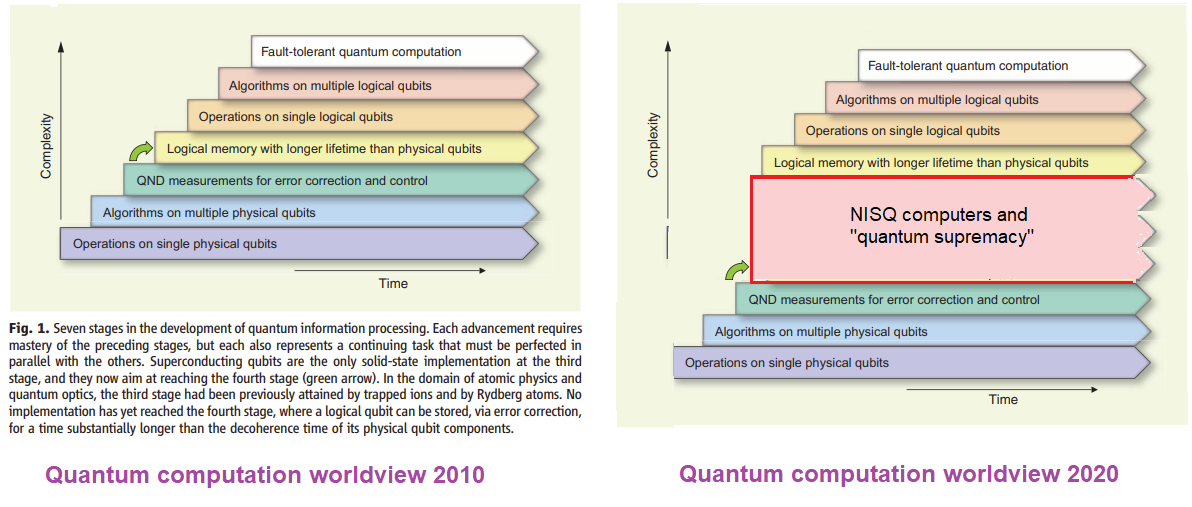 Complexity
Fault-tolerant quantum computation
Algorithms on multiple logical qubits
Operations on single logical qubits
Logical memory with longer lifetime than physical qubits
QND measurements for error correction and control
Algorithms on multiple physical qubits
Operations on single physical qubits
Time
Fig. 1. Seven stages in the development of quantum information processing. Each advancement requires
mastery of the preceding stages, but each also represents a continuing task that must be perfected in
parallel with the others. Superconducting qubits are the only solid-state implementation at the third
stage, and they now aim at reaching the fourth stage (green arrow). In the domain of atomic physics and
quantum optics, the third stage had been previously attained by trapped ions and by Rydberg atoms. No
implementation has yet reached the fourth stage, where a logical qubit can be stored, via error correction,
for a time substantially longer than the decoherence time of its physical qubit components.
Quantum computation worldview 2010
Complexity
Fault-tolerant quantum computation
Algorithms on multiple logical qubits
Operations on single logical qubits
Logical memory with longer lifetime than physical qubits
NISQ computers and
"quantum supremacy"
QND measurements for error correction and control
Algorithms on multiple physical qubits
Operations on single physical qubits
Time
Quantum computation worldview 2020